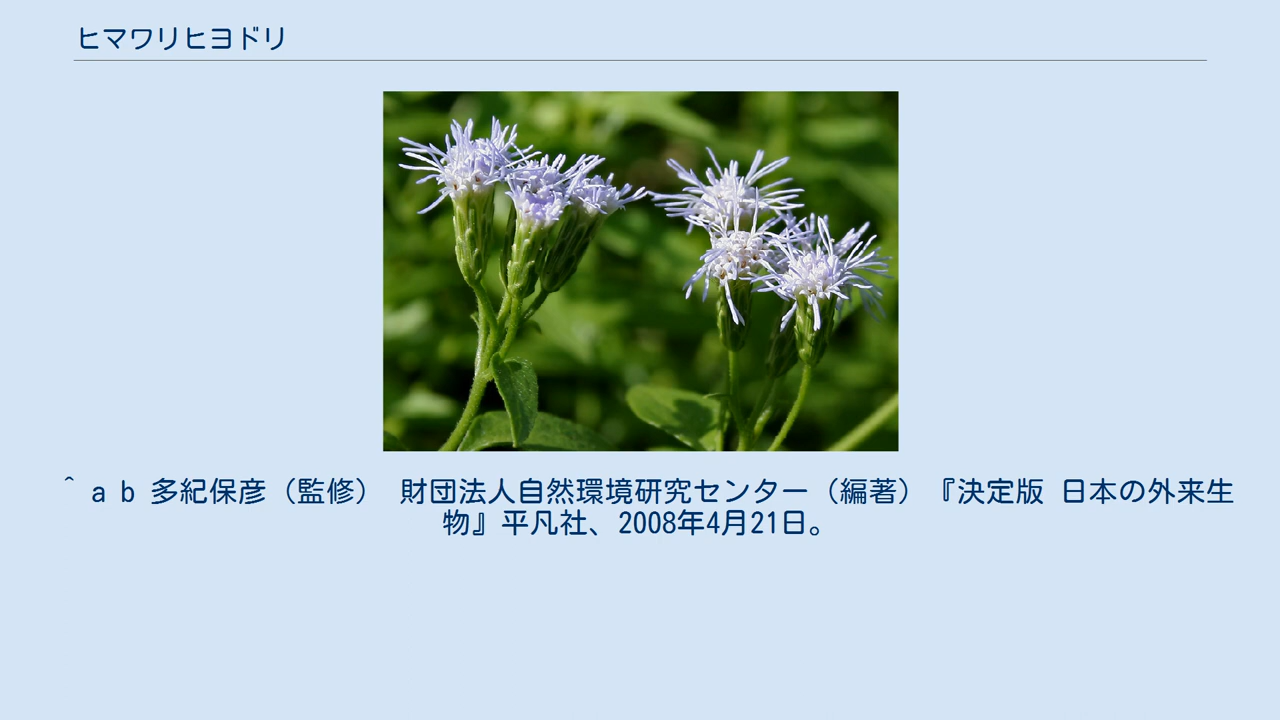 ヒマワリヒヨドリ
^ a b 多紀保彦（監修） 財団法人自然環境研究センター（編著）『決定版 日本の外来生
物』平凡社、2008年4月21日。